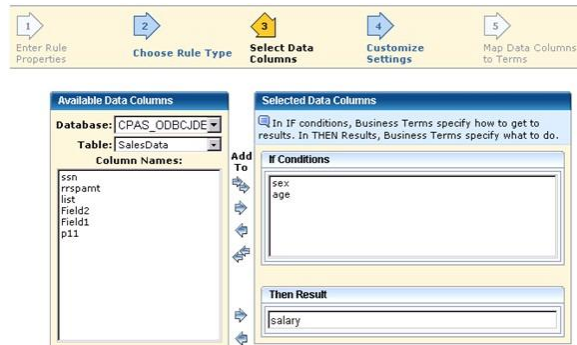 1
Enter Rule
Properties
2
Choose Rule Type
3
Select Data
Columns
4
Customize
Settings
5
Map Data Columns
to Terms
Available Data Columns
Database: CPAS_ODBCJDE
Table: SalesData
Column Names:
ssn
rrspamt
list
Field2
Field1
p11
Add
To
Selected Data Columns
In IF conditions, Business Terms specify how to get to
results. In THEN Results, Business Terms specify what to do.
If Conditions
sex
age
Then Result
salary